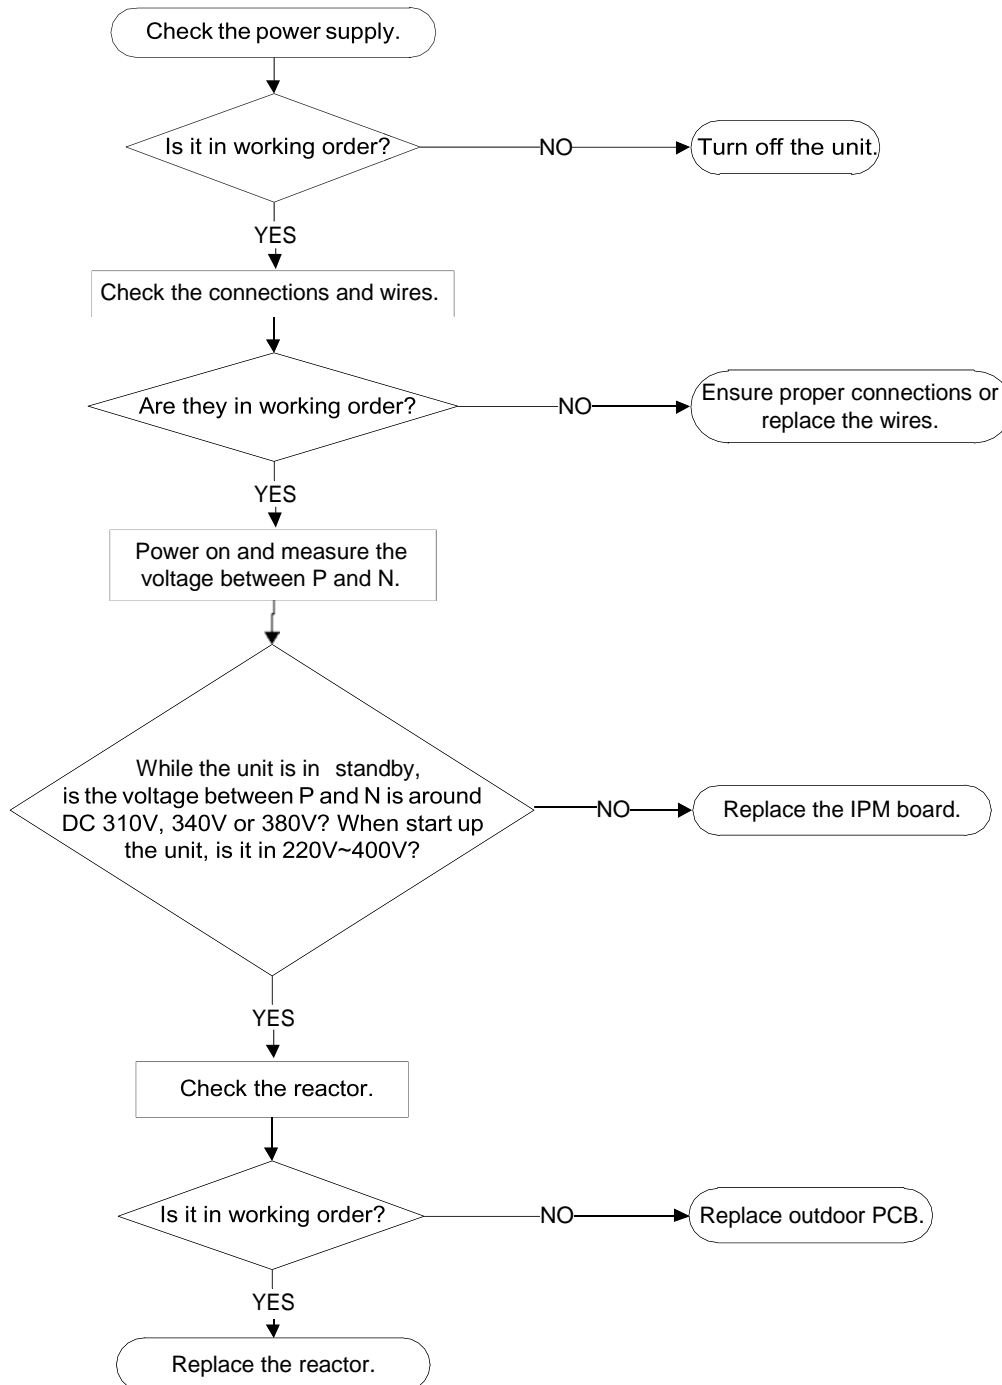 Check the power supply.
Is it in working order?
NO
Turn off the unit.
YES
Check the connections and wires.
Are they in working order?
NO
Ensure proper connections or
replace the wires.
YES
Power on and measure the
voltage between P and N.
While the unit is in standby,
is the voltage between P and N is around
DC 310V, 340V or 380V? When start up
the unit, is it in 220V~400V?
NO
Replace the IPM board.
YES
Check the reactor.
Is it in working order?
NO
Replace outdoor PCB.
YES
Replace the reactor.